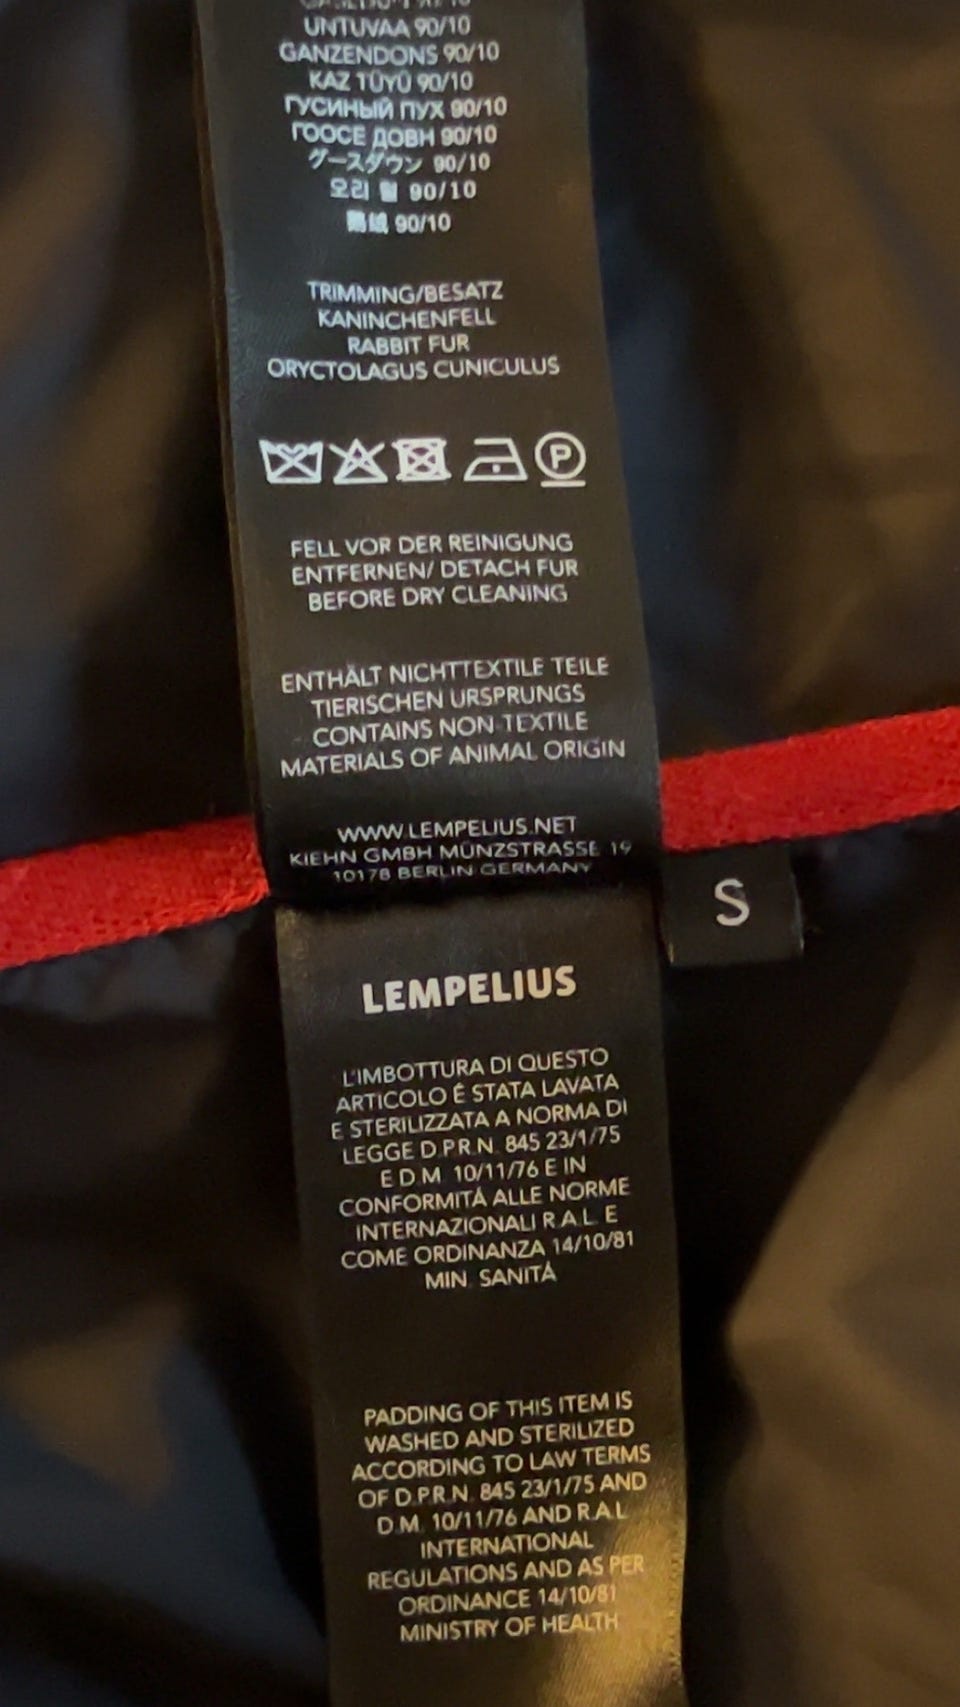 UNTUVAA 90/10
GANZENDONS 90/10
KAZ TÜYÜ 90/10
ГУСИНЫЙ ПУХ 90/10
ГООСЕ ДОВН 90/10
グースダウン 90/10
오리 털 90/10
鵝絨 90/10
TRIMMING/BESATZ
KANINCHENFELL
RABBIT FUR
ORYCTOLAGUS CUNICULUS
P
FELL VOR DER REINIGUNG
ENTFERNEN/ DETACH FUR
BEFORE DRY CLEANING
ENTHÄLT NICHTTEXTILE TEILE
TIERISCHEN URSPRUNGS
CONTAINS NON-TEXTILE
MATERIALS OF ANIMAL ORIGIN
WWW.LEMPELIUS.NET
KIEHN GMBH MÜNZSTRASSE 19
10178 BERLIN GERMANY
S
LEMPELIUS
L'IMBOTTURA DI QUESTO
ARTICOLO É STATA LAVATA
E STERILIZZATA A NORMA DI
LEGGE D.P.R.N. 845 23/1/75
E D.M. 10/11/76 E IN
CONFORMITÁ ALLE NORME
INTERNAZIONALI R.A.L. E
COME ORDINANZA 14/10/81
MIN. SANITÁ
PADDING OF THIS ITEM IS
WASHED AND STERILIZED
ACCORDING TO LAW TERMS
OF D.P.R.N. 845 23/1/75 AND
D.M. 10/11/76 AND R.A.L
INTERNATIONAL
REGULATIONS AND AS PER
ORDINANCE 14/10/81
MINISTRY OF HEALTH